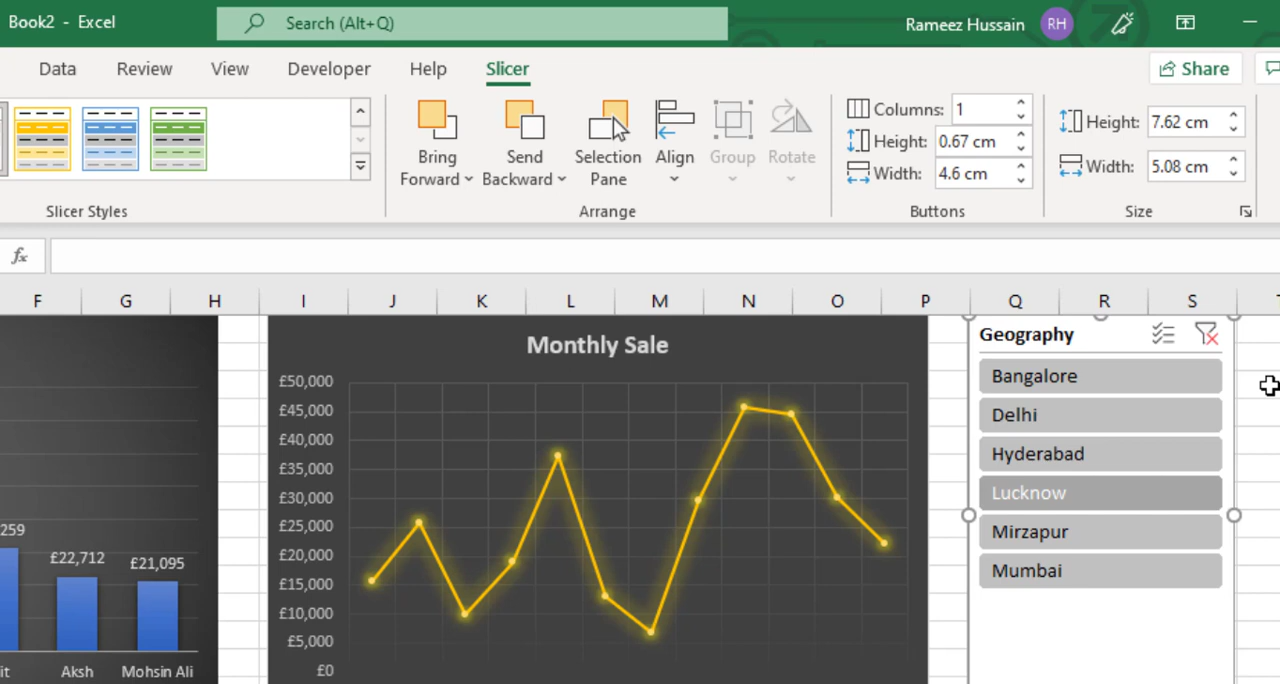 Book2 - Excel
Search (Alt+Q)
Rameez Hussain
RH
Data
Review
View
Developer
Help
Slicer
Share
Bring Forward
Send Backward
Selection Pane
Align
Group
Rotate
Columns: 1
Height: 0.67 cm
Width: 4.6 cm
Height: 7.62 cm
Width: 5.08 cm
Slicer Styles
Arrange
Buttons
Size
fx
F G H I J K L M N O P Q R S
259
£22,712
£21,095
it
Aksh
Mohsin Ali
Monthly Sale
£50,000
£45,000
£40,000
£35,000
£30,000
£25,000
£20,000
£15,000
£10,000
£5,000
£0
Geography
Bangalore
Delhi
Hyderabad
Lucknow
Mirzapur
Mumbai